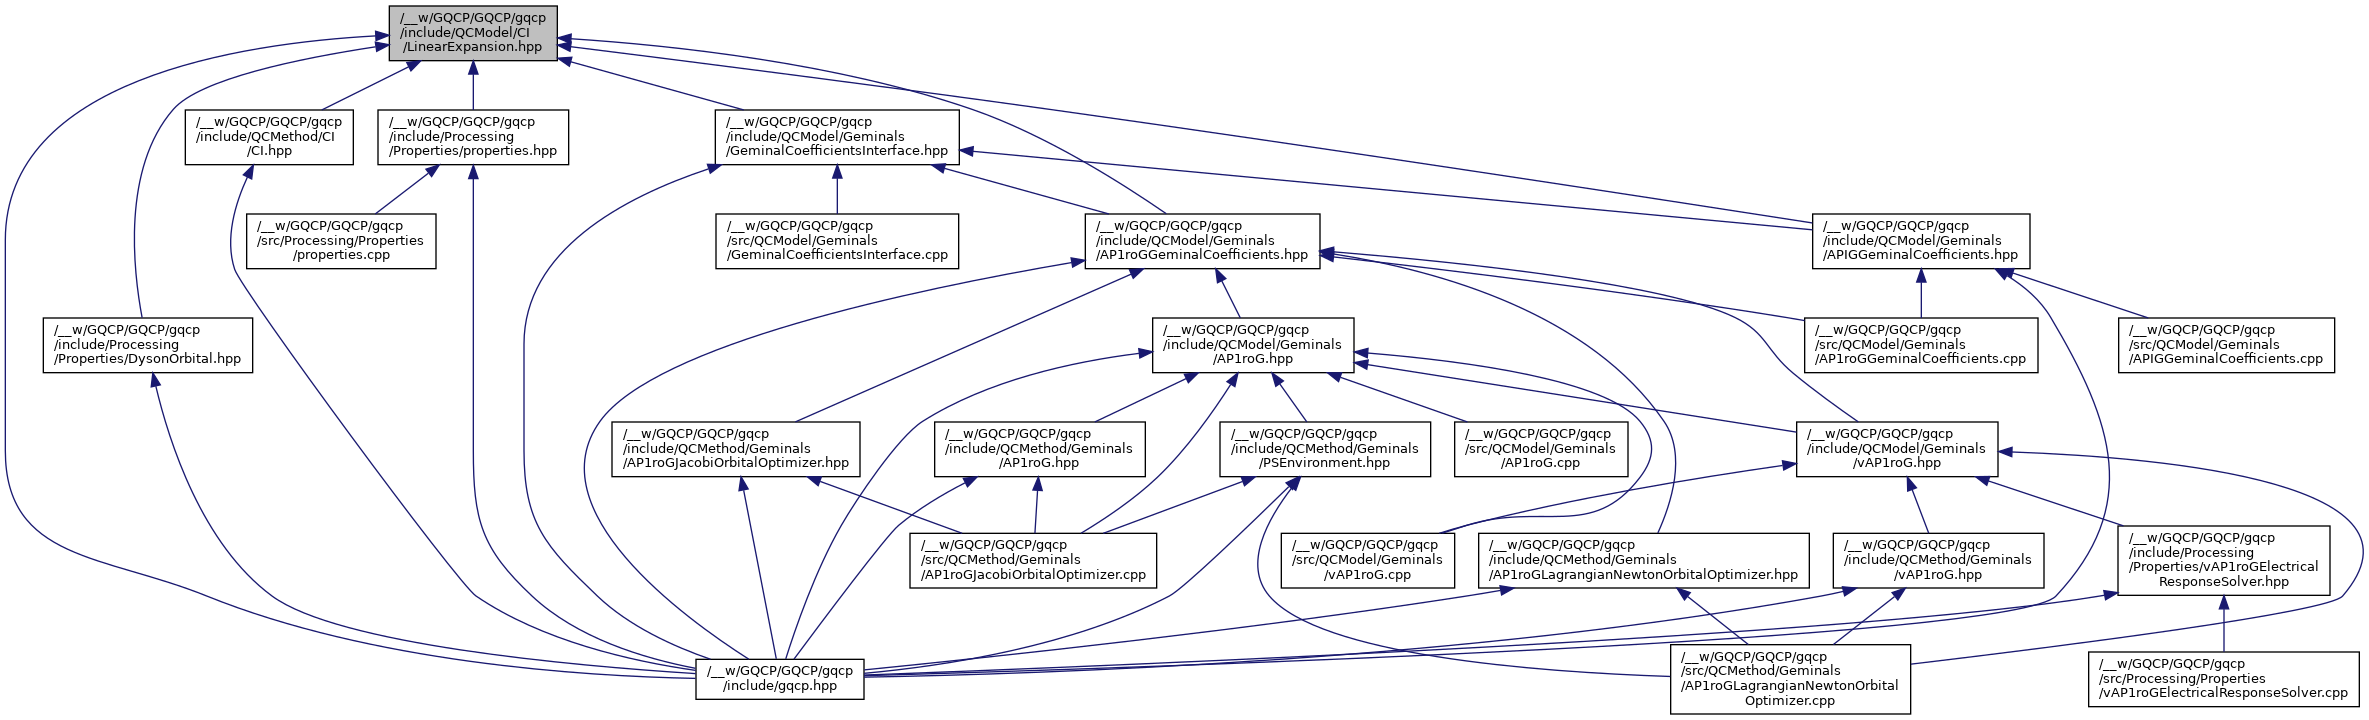 /__w/GQCP/GQCP/gqcp
/include/QCModel/CI
/LinearExpansion.hpp
/__w/GQCP/GQCP/gqcp
/include/QCMethod/CI
/CI.hpp
/__w/GQCP/GQCP/gqcp
/include/Processing
/Properties/properties.hpp
/__w/GQCP/GQCP/gqcp
/include/QCModel/Geminals
/GeminalCoefficientsInterface.hpp
/__w/GQCP/GQCP/gqcp
/src/Processing/Properties
/properties.cpp
/__w/GQCP/GQCP/gqcp
/src/QCModel/Geminals
/GeminalCoefficientsInterface.cpp
/__w/GQCP/GQCP/gqcp
/include/QCModel/Geminals
/AP1roGGeminalCoefficients.hpp
/__w/GQCP/GQCP/gqcp
/include/QCModel/Geminals
/APIGGeminalCoefficients.hpp
/__w/GQCP/GQCP/gqcp
/include/Processing
/Properties/DysonOrbital.hpp
/__w/GQCP/GQCP/gqcp
/include/QCModel/Geminals
/AP1roG.hpp
/__w/GQCP/GQCP/gqcp
/src/QCModel/Geminals
/AP1roGGeminalCoefficients.cpp
/__w/GQCP/GQCP/gqcp
/src/QCModel/Geminals
/APIGGeminalCoefficients.cpp
/__w/GQCP/GQCP/gqcp
/include/QCMethod/Geminals
/AP1roGJacobiOrbitalOptimizer.hpp
/__w/GQCP/GQCP/gqcp
/include/QCMethod/Geminals
/AP1roG.hpp
/__w/GQCP/GQCP/gqcp
/include/QCMethod/Geminals
/PSEnvironment.hpp
/__w/GQCP/GQCP/gqcp
/src/QCModel/Geminals
/AP1roG.cpp
/__w/GQCP/GQCP/gqcp
/include/QCModel/Geminals
/vAP1roG.hpp
/__w/GQCP/GQCP/gqcp
/src/QCMethod/Geminals
/AP1roGJacobiOrbitalOptimizer.cpp
/__w/GQCP/GQCP/gqcp
/src/QCModel/Geminals
/vAP1roG.cpp
/__w/GQCP/GQCP/gqcp
/include/QCMethod/Geminals
/AP1roGLagrangianNewtonOrbitalOptimizer.hpp
/__w/GQCP/GQCP/gqcp
/include/QCMethod/Geminals
/vAP1roG.hpp
/__w/GQCP/GQCP/gqcp
/include/Processing
/Properties/vAP1roGElectrical
ResponseSolver.hpp
/__w/GQCP/GQCP/gqcp
/include/gqcp.hpp
/__w/GQCP/GQCP/gqcp
/src/QCMethod/Geminals
/AP1roGLagrangianNewtonOrbital
Optimizer.cpp
/__w/GQCP/GQCP/gqcp
/src/Processing/Properties
/vAP1roGElectricalResponseSolver.cpp